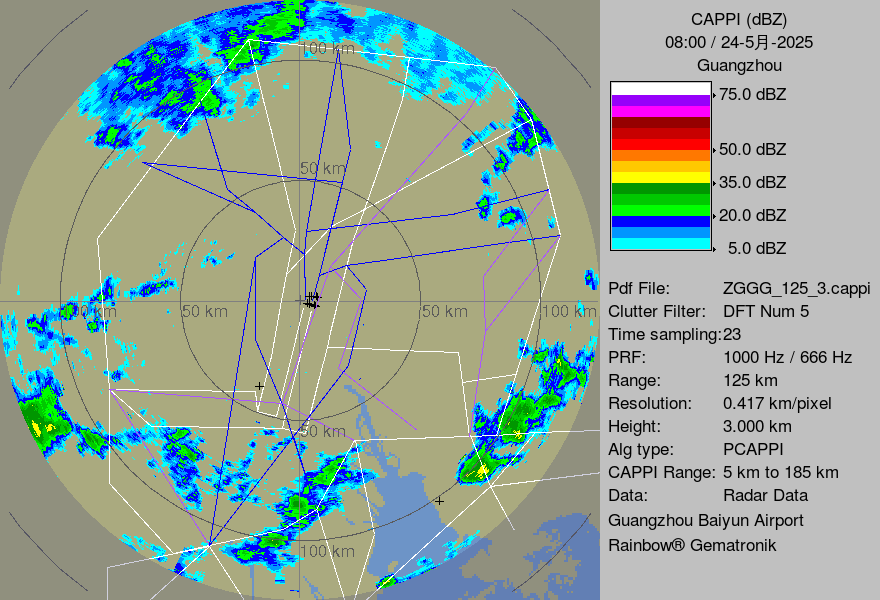 CAPPI (dBZ)
08:00 / 24-5月-2025
Guangzhou
75.0 dBZ
50.0 dBZ
35.0 dBZ
20.0 dBZ
5.0 dBZ
Pdf File: ZGGG_125_3.cappi
Clutter Filter: DFT Num 5
Time sampling:23
PRF: 1000 Hz / 666 Hz
Range: 125 km
Resolution: 0.417 km/pixel
Height: 3.000 km
Alg type: PCAPPI
CAPPI Range: 5 km to 185 km
Data: Radar Data
Guangzhou Baiyun Airport
Rainbow® Gematronik
100 km
50 km
100 km
50 km
50 km
100 km
50 km
100 km